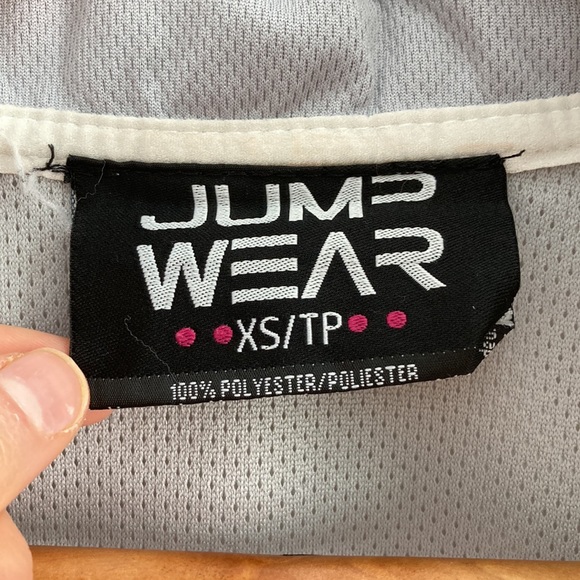 JUMP
WEAR
XS/TP
100% POLYESTER/POLIESTER